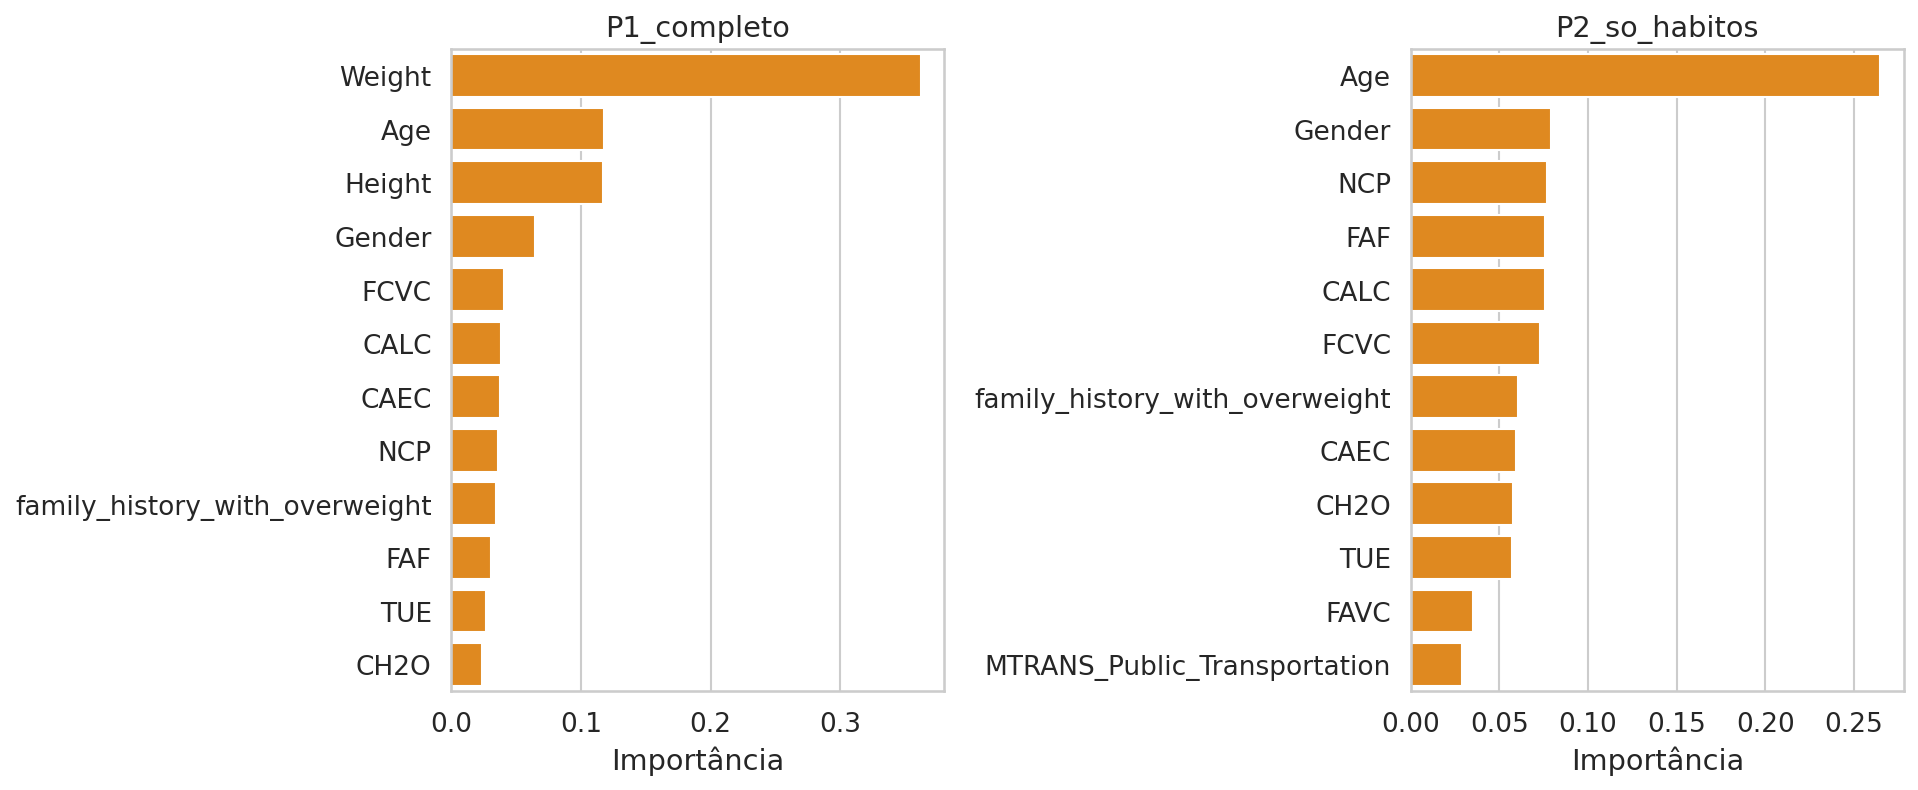 P1_completo
Weight
Age
Height
Gender
FCVC
CALC
CAEC
NCP
family_history_with_overweight
FAF
TUE
CH2O
0.0 0.1 0.2 0.3
Importância
P2_so_habitos
Age
Gender
NCP
FAF
CALC
FCVC
family_history_with_overweight
CAEC
CH2O
TUE
FAVC
MTRANS_Public_Transportation
0.00 0.05 0.10 0.15 0.20 0.25
Importância